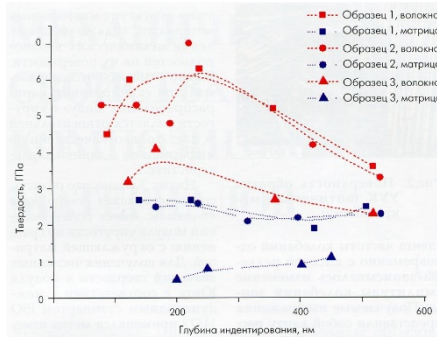 Образец 1, волокно
Образец 1, матрица
Образец 2, волокно
Образец 2, матрица
Образец 3, волокно
Образец 3, матрица
0
6
5
4
3
2
1
0
Твердость, ГПа
0
200
400
600
Глубина индентирования, нм